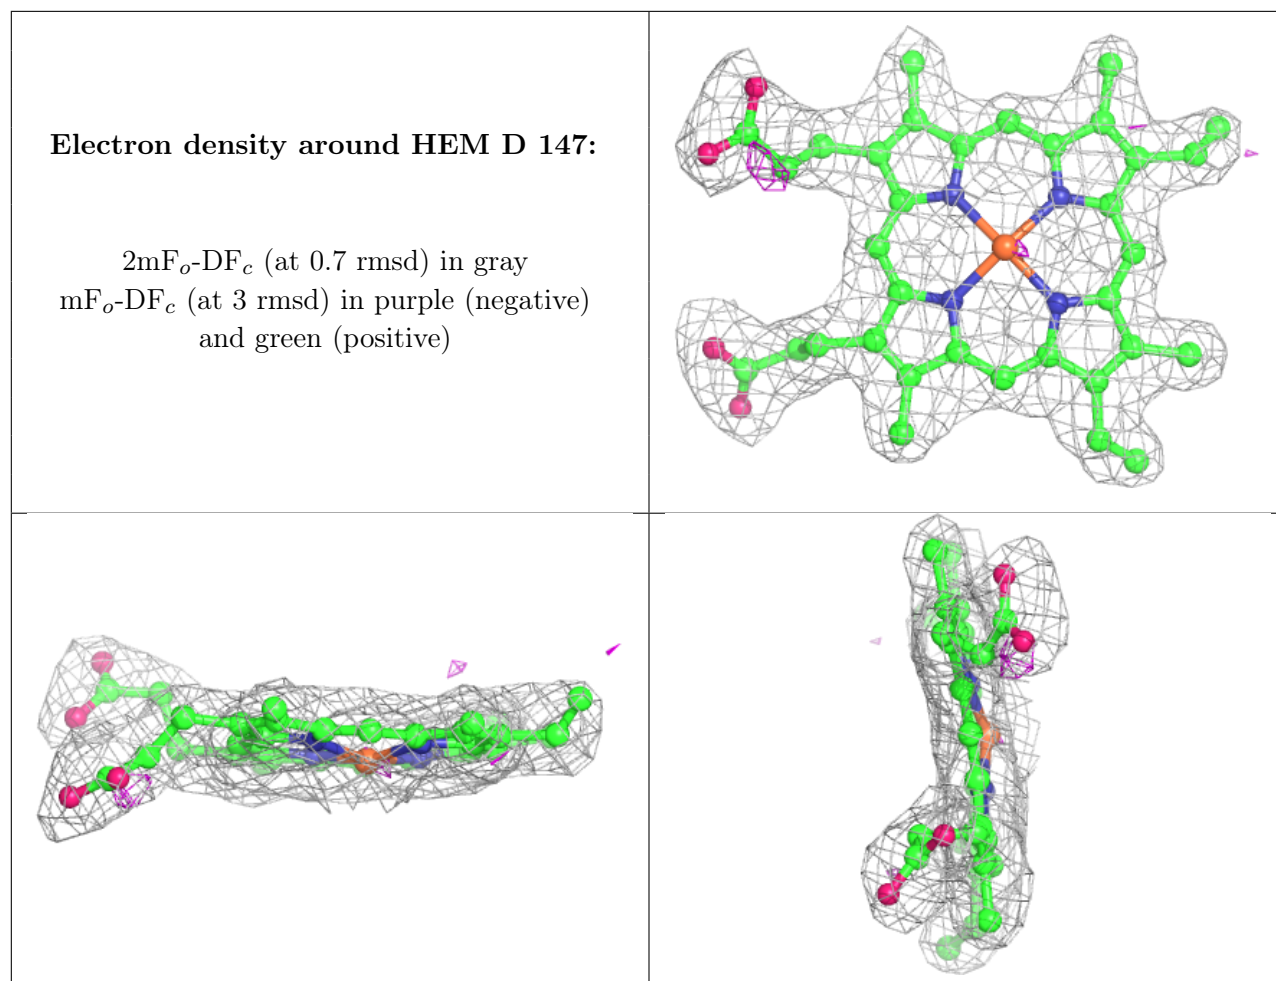 Electron density around HEM D 147:
2mFo-DFc (at 0.7 rmsd) in gray
mFo-DFc (at 3 rmsd) in purple (negative)
and green (positive)